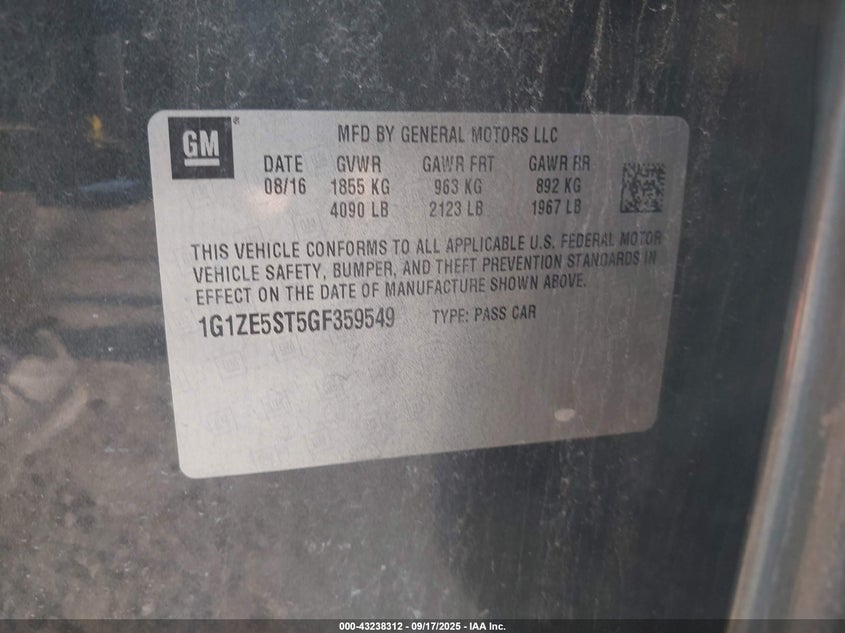 GM®
MFD BY GENERAL MOTORS LLC
DATE GVWR GAWR FRT GAWR RR
08/16 1855 KG 963 KG 892 KG
4090 LB 2123 LB 1967 LB
THIS VEHICLE CONFORMS TO ALL APPLICABLE U.S. FEDERAL MOTOR
VEHICLE SAFETY, BUMPER, AND THEFT PREVENTION STANDARDS IN
EFFECT ON THE DATE OF MANUFACTURE SHOWN ABOVE.
1G1ZE5ST5GF359549 TYPE: PASS CAR
000-43238312 - 09/17/2025 - IAA Inc.